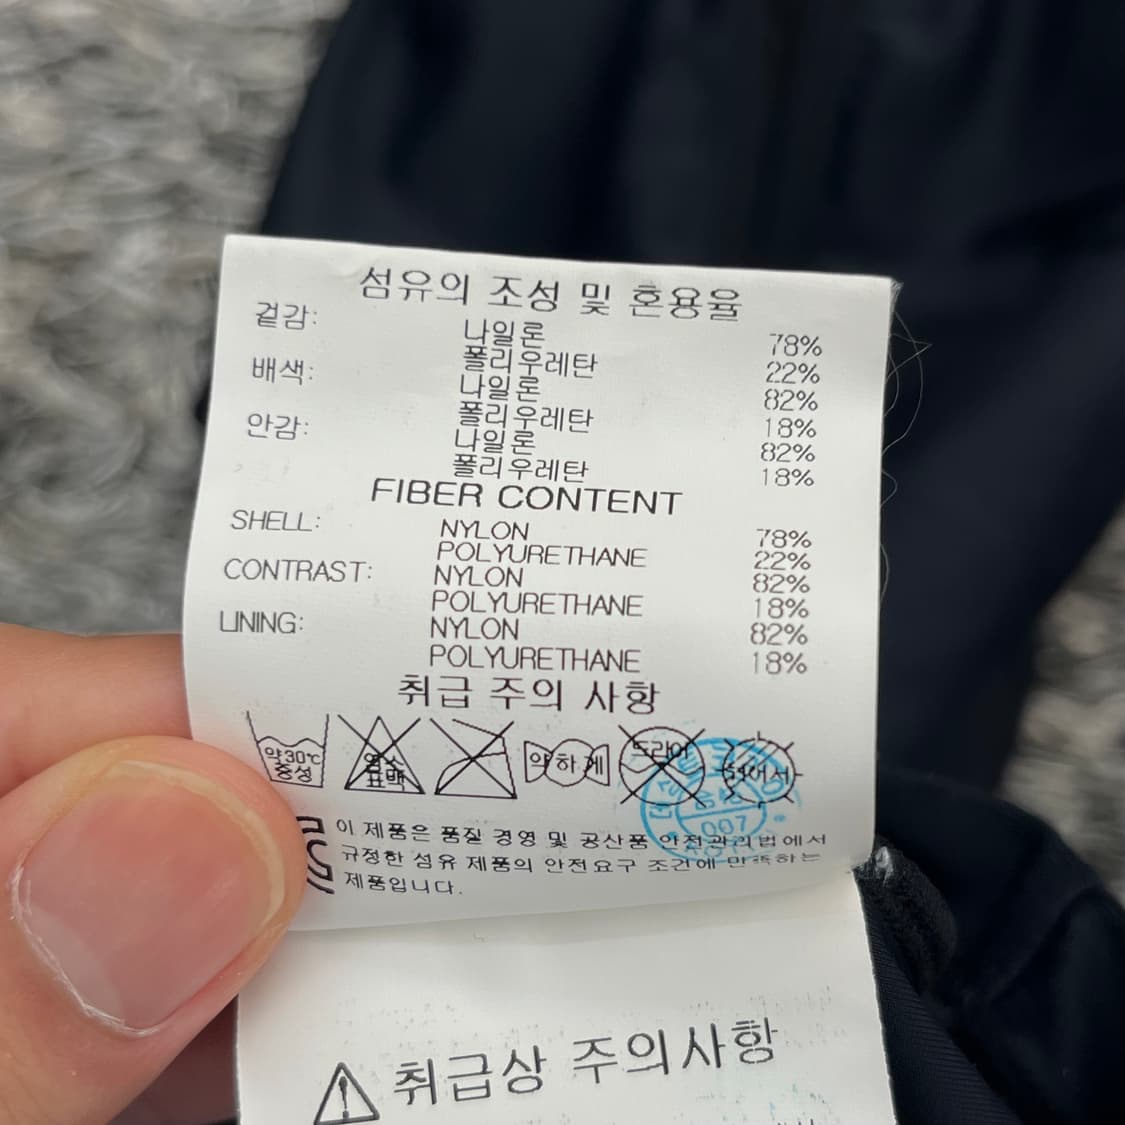 섬유의 조성 및 혼용율
겉감: 나일론 78%
폴리우레탄 22%
배색: 나일론 82%
폴리우레탄 18%
안감: 나일론 82%
폴리우레탄 18%
FIBER CONTENT
SHELL: NYLON 78%
POLYURETHANE 22%
CONTRAST: NYLON 82%
POLYURETHANE 18%
LINING: NYLON 82%
POLYURETHANE 18%
취급 주의 사항
약30℃ 중성
염소 표백
약하게
드라이
007
이 제품은 품질 경영 및 공산품 안전관리법에서
규정한 섬유 제품의 안전요구 조건에 만족하는
제품입니다.
취급상 주의사항